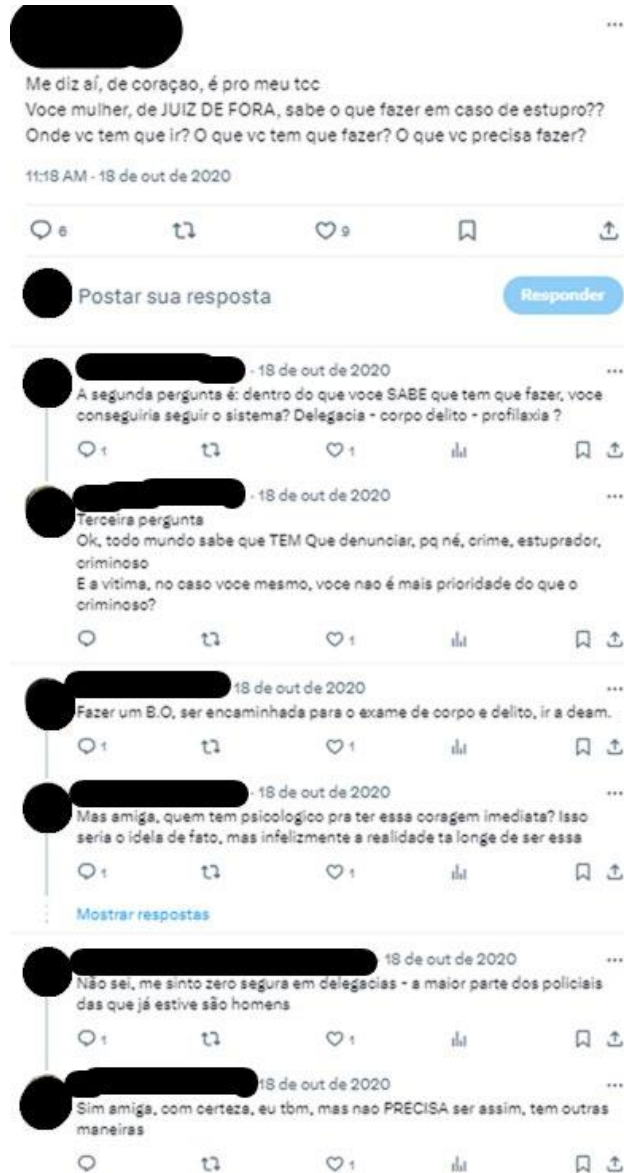 Me diz aí, de coraçao, é pro meu tcc
Voce mulher, de JUIZ DE FORA, sabe o que fazer em caso de estupro??
Onde vc tem que ir? O que vc tem que fazer? O que vc precisa fazer?
11:18 AM · 18 de out de 2020
6 9
Postar sua resposta
Responder
· 18 de out de 2020
A segunda pergunta é: dentro do que voce SABE que tem que fazer, voce
conseguiria seguir o sistema? Delegacia - corpo delito - profilaxia ?
1 1
· 18 de out de 2020
Terceira pergunta
Ok, todo mundo sabe que TEM Que denunciar, pq né, crime, estuprador,
criminoso
E a vitima, no caso voce mesmo, voce nao é mais prioridade do que o
criminoso?
1
18 de out de 2020
Fazer um B.O, ser encaminhada para o exame de corpo e delito, ir a deam.
1 1
· 18 de out de 2020
Mas amiga, quem tem psicologico pra ter essa coragem imediata? Isso
seria o idela de fato, mas infelizmente a realidade ta longe de ser essa
1 1
Mostrar respostas
18 de out de 2020
Não sei, me sinto zero segura em delegacias - a maior parte dos policiais
das que já estive são homens
1 1
18 de out de 2020
Sim amiga, com certeza, eu tbm, mas nao PRECISA ser assim, tem outras
maneiras
1